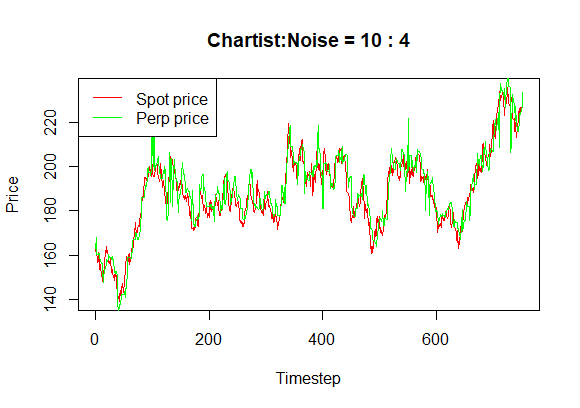 Chartist:Noise = 10 : 4
Spot price
Perp price
Price
140
160
180
200
220
0
200
400
600
Timestep